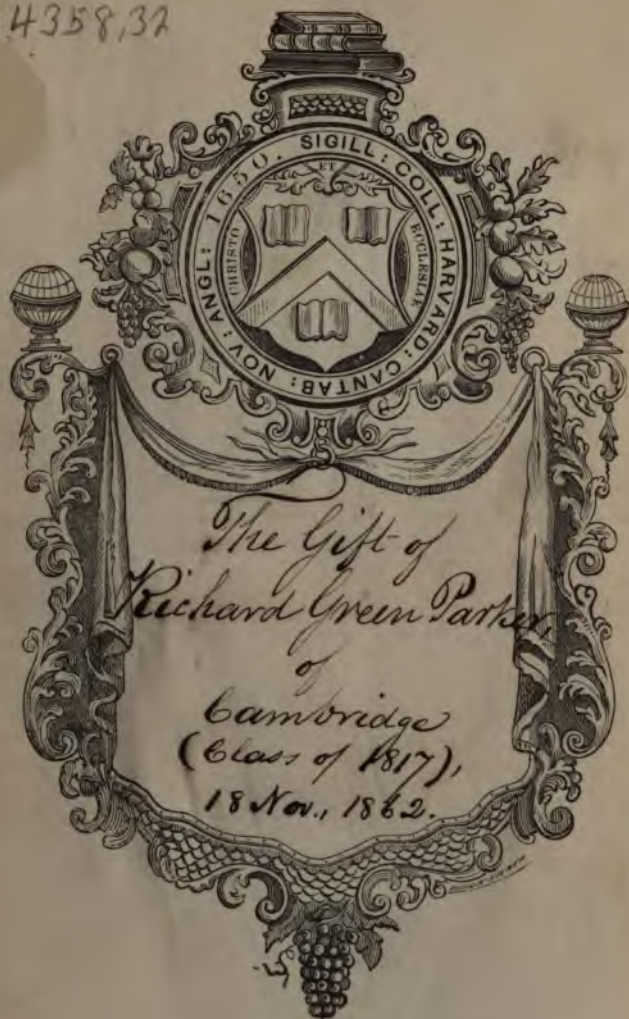 4358,32
SIGILL: COLL: HARVARD: CANTAB: NOV: ANGL: 1650.
ET
CHRISTO
ECCLESIAE
The Gift of
Richard Green Parker,
of
Cambridge
(Class of 1817),
18 Nov., 1862.